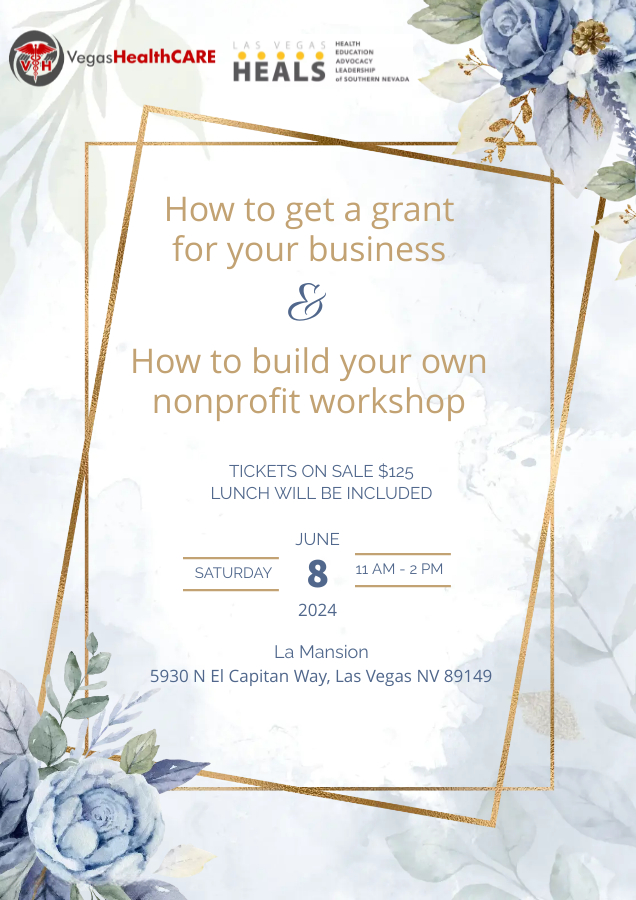 VegasHealthCARE
V H
LAS VEGAS
HEALS
HEALTH
EDUCATION
ADVOCACY
LEADERSHIP
of SOUTHERN NEVADA
How to get a grant
for your business
&
How to build your own
nonprofit workshop
TICKETS ON SALE $125
LUNCH WILL BE INCLUDED
JUNE
SATURDAY
8
11 AM - 2 PM
2024
La Mansion
5930 N El Capitan Way, Las Vegas NV 89149